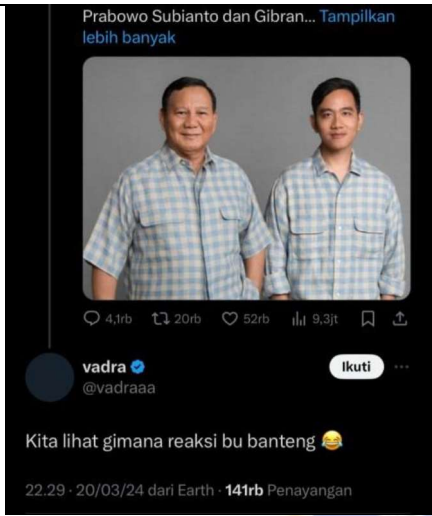 Prabowo Subianto dan Gibran... Tampilkan
lebih banyak
4,1rb 20rb 52rb 9,3jt
vadra
Ikuti
@vadraaa
Kita lihat gimana reaksi bu banteng 😂
22.29 · 20/03/24 dari Earth · 141rb Penayangan